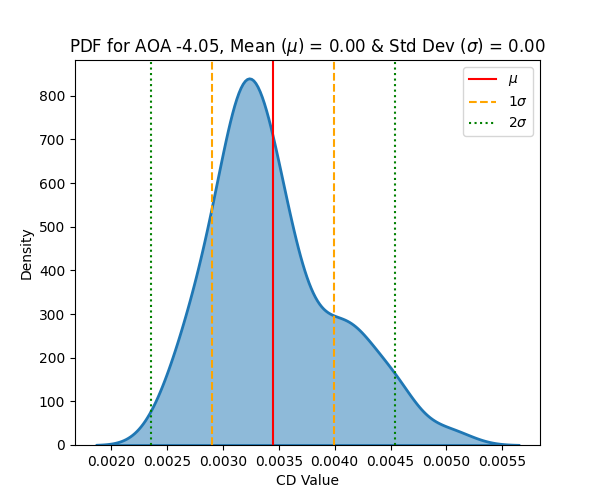 PDF for AOA -4.05, Mean (μ) = 0.00 & Std Dev (σ) = 0.00
μ
1σ
2σ
800
700
600
500
400
300
200
100
0
Density
0.0020 0.0025 0.0030 0.0035 0.0040 0.0045 0.0050 0.0055
CD Value